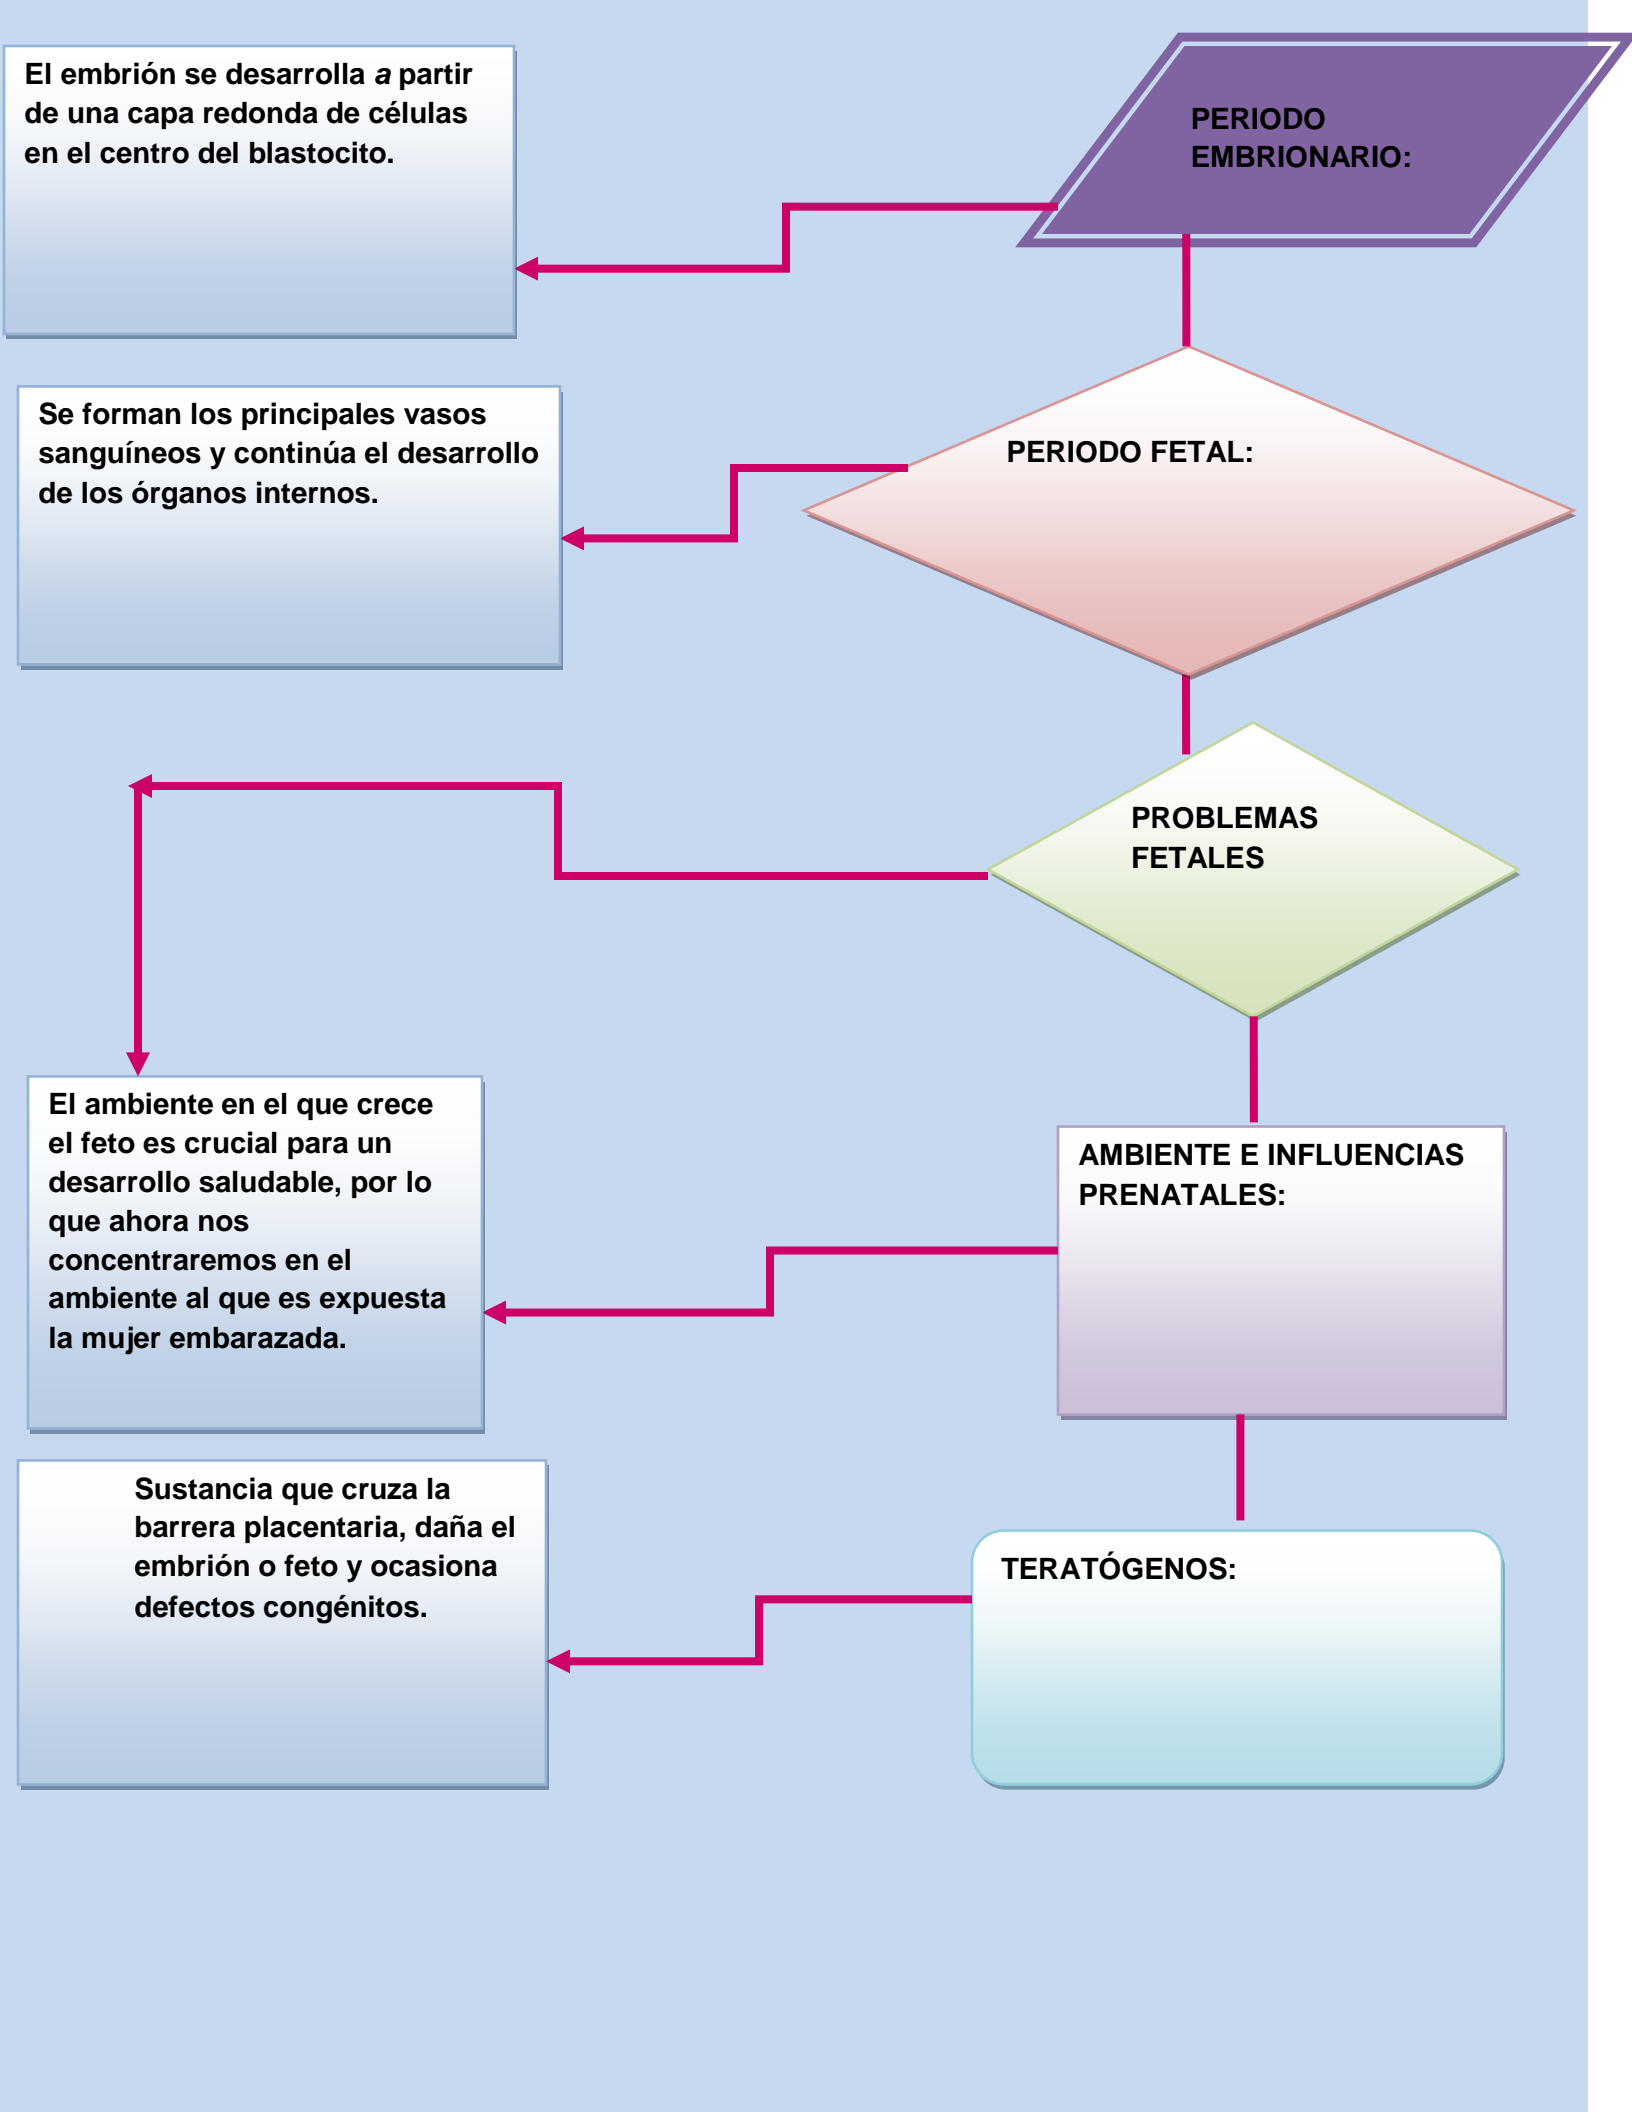 El embrión se desarrolla a partir
de una capa redonda de células
en el centro del blastocito.
PERIODO
EMBRIONARIO:
Se forman los principales vasos
sanguíneos y continúa el desarrollo
de los órganos internos.
PERIODO FETAL:
PROBLEMAS
FETALES
El ambiente en el que crece
el feto es crucial para un
desarrollo saludable, por lo
que ahora nos
concentraremos en el
ambiente al que es expuesta
la mujer embarazada.
AMBIENTE E INFLUENCIAS
PRENATALES:
Sustancia que cruza la
barrera placentaria, daña el
embrión o feto y ocasiona
defectos congénitos.
TERATÓGENOS: